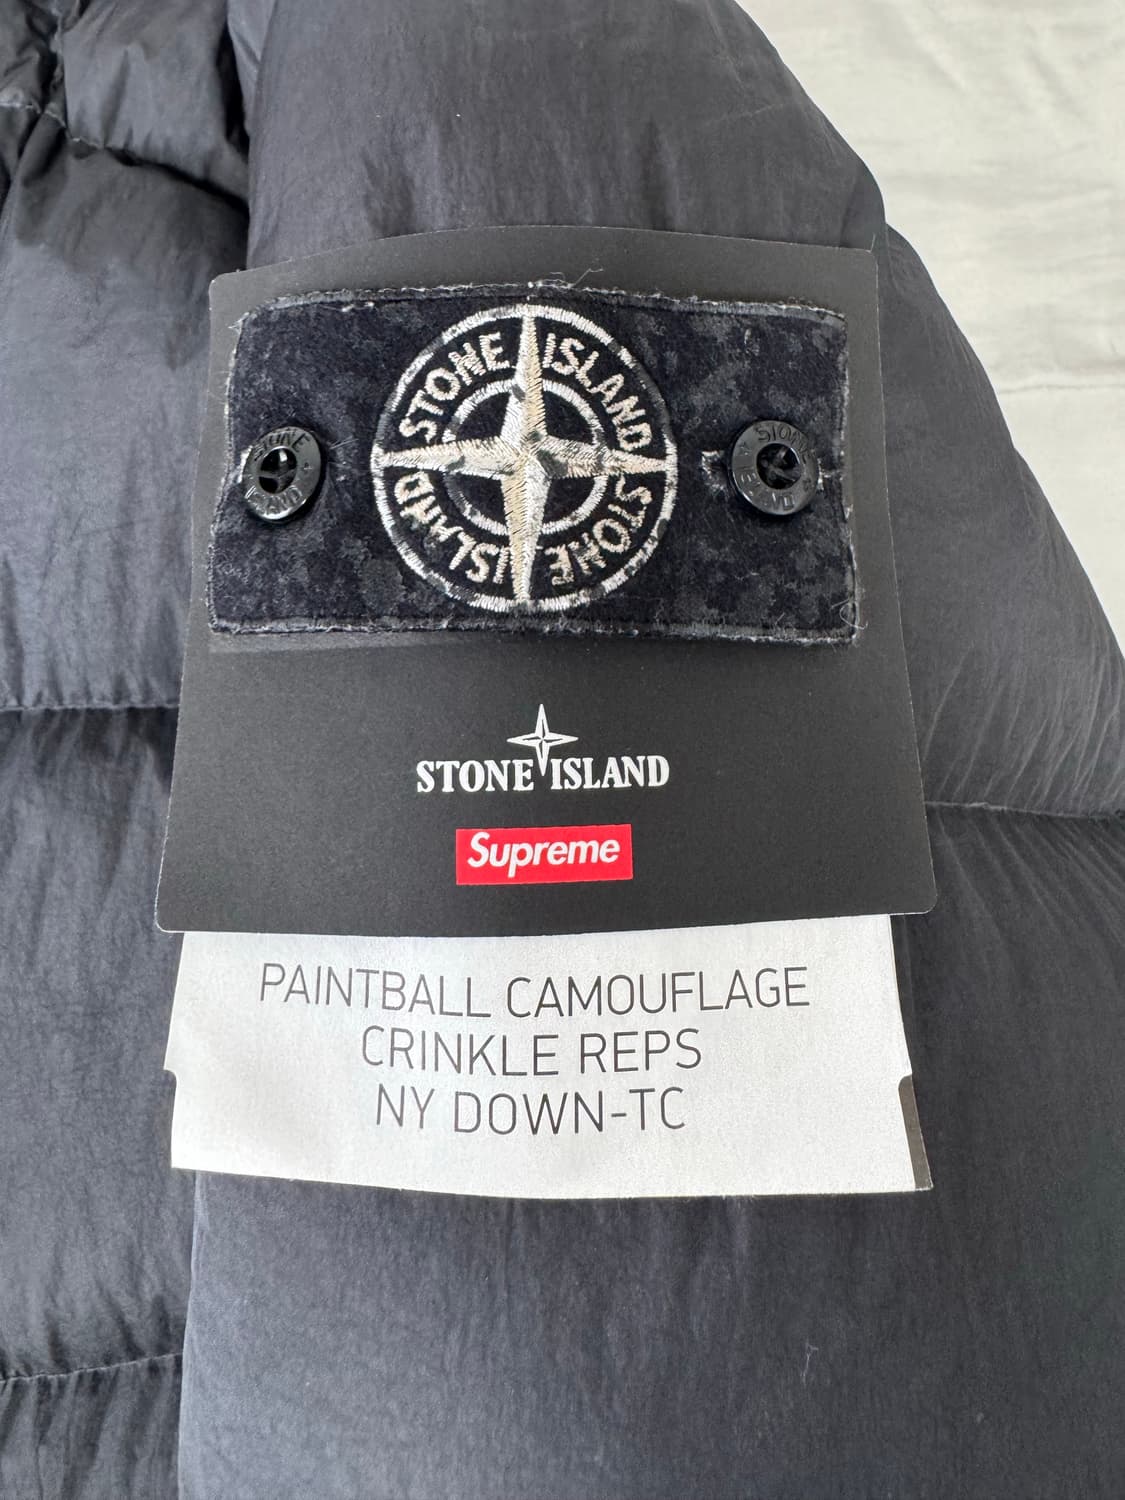 STONE ISLAND
STONE ISLAND
STONE ISLAND
STONE ISLAND
STONE ISLAND
Supreme
PAINTBALL CAMOUFLAGE
CRINKLE REPS
NY DOWN-TC